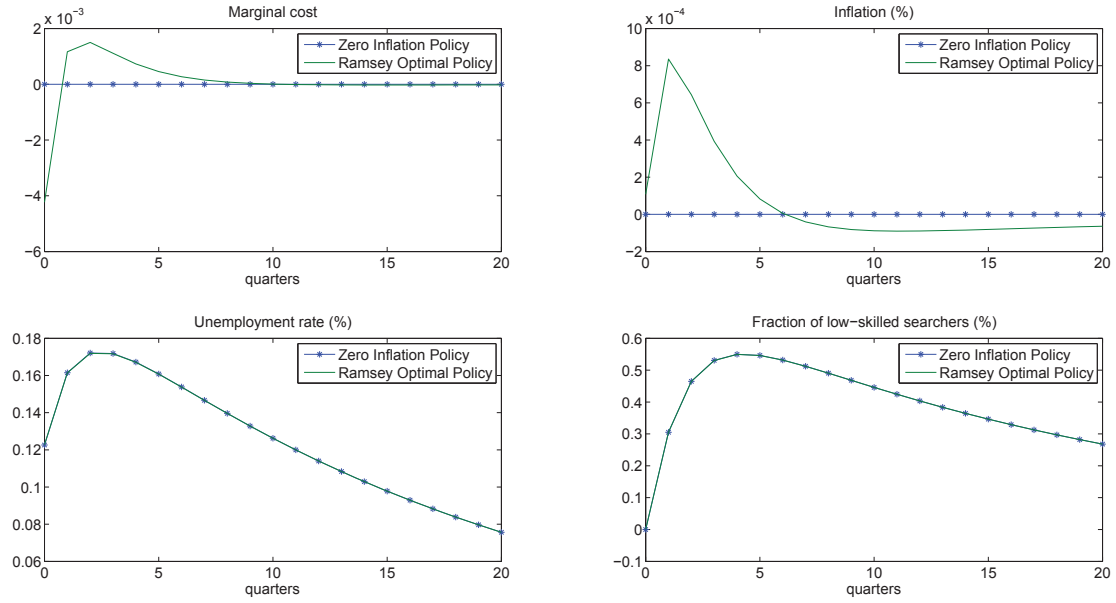 Marginal cost
x 10⁻³
2
0
−2
−4
−6
0 5 10 15 20
quarters
Zero Inflation Policy
Ramsey Optimal Policy
Inflation (%)
x 10⁻⁴
10
8
6
4
2
0
−2
0 5 10 15 20
quarters
Zero Inflation Policy
Ramsey Optimal Policy
Unemployment rate (%)
0.18
0.16
0.14
0.12
0.1
0.08
0.06
0 5 10 15 20
quarters
Zero Inflation Policy
Ramsey Optimal Policy
Fraction of low−skilled searchers (%)
0.6
0.5
0.4
0.3
0.2
0.1
0
−0.1
0 5 10 15 20
quarters
Zero Inflation Policy
Ramsey Optimal Policy